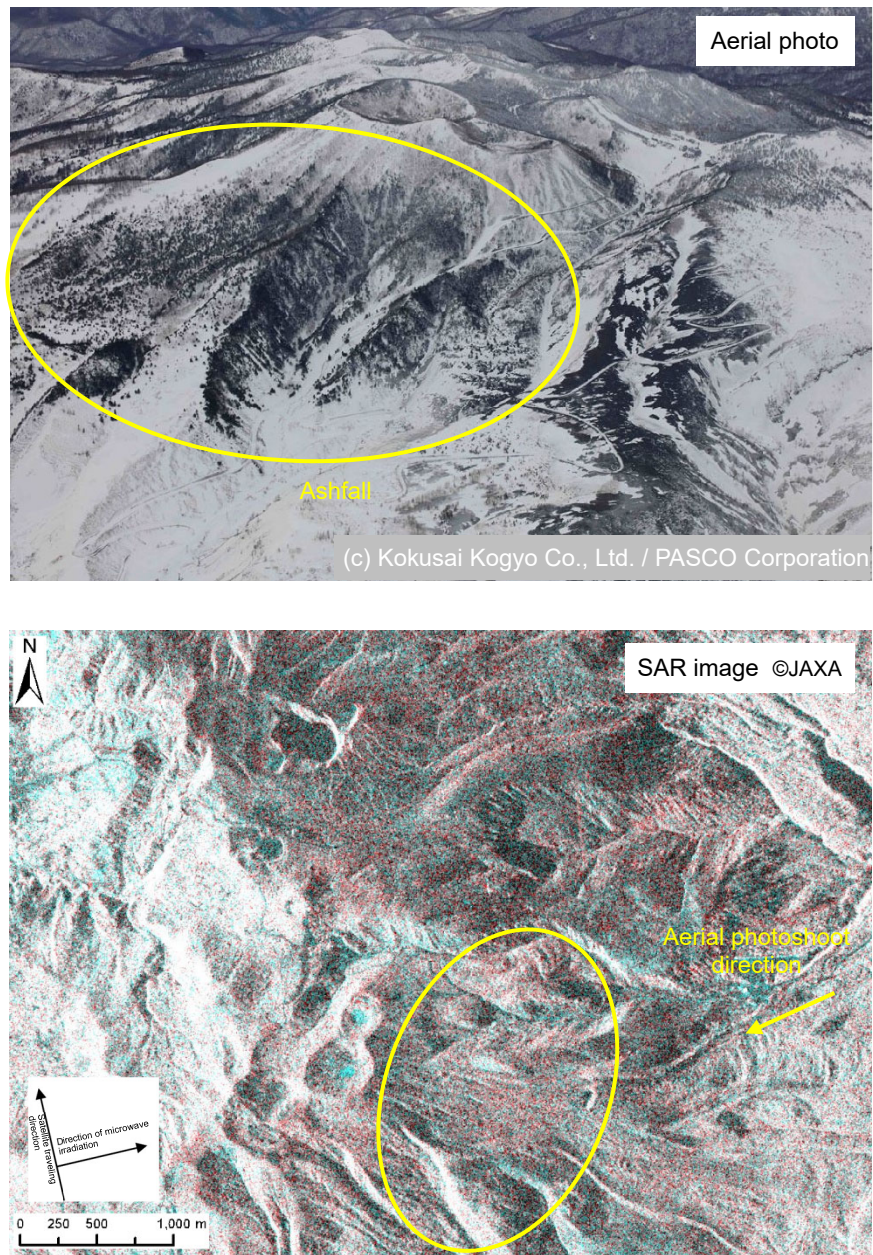 Aerial photo
Ashfall
(c) Kokusai Kogyo Co., Ltd. / PASCO Corporation
N
SAR image ©JAXA
Aerial photoshoot
direction
Satellite traveling
direction
Direction of microwave
irradiation
0 250 500 1,000 m